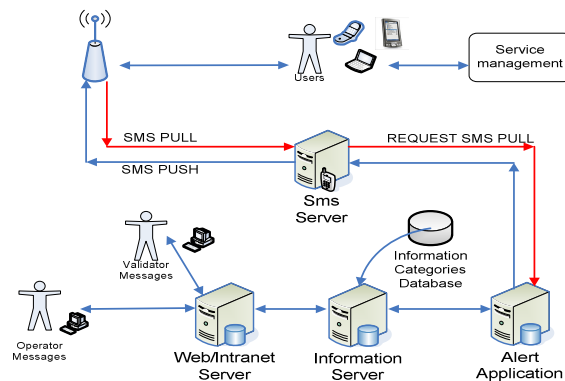 Users
Service
management
SMS PULL
REQUEST SMS PULL
SMS PUSH
Sms
Server
Validator
Messages
Information
Categories
Database
Operator
Messages
Web/Intranet
Server
Information
Server
Alert
Application